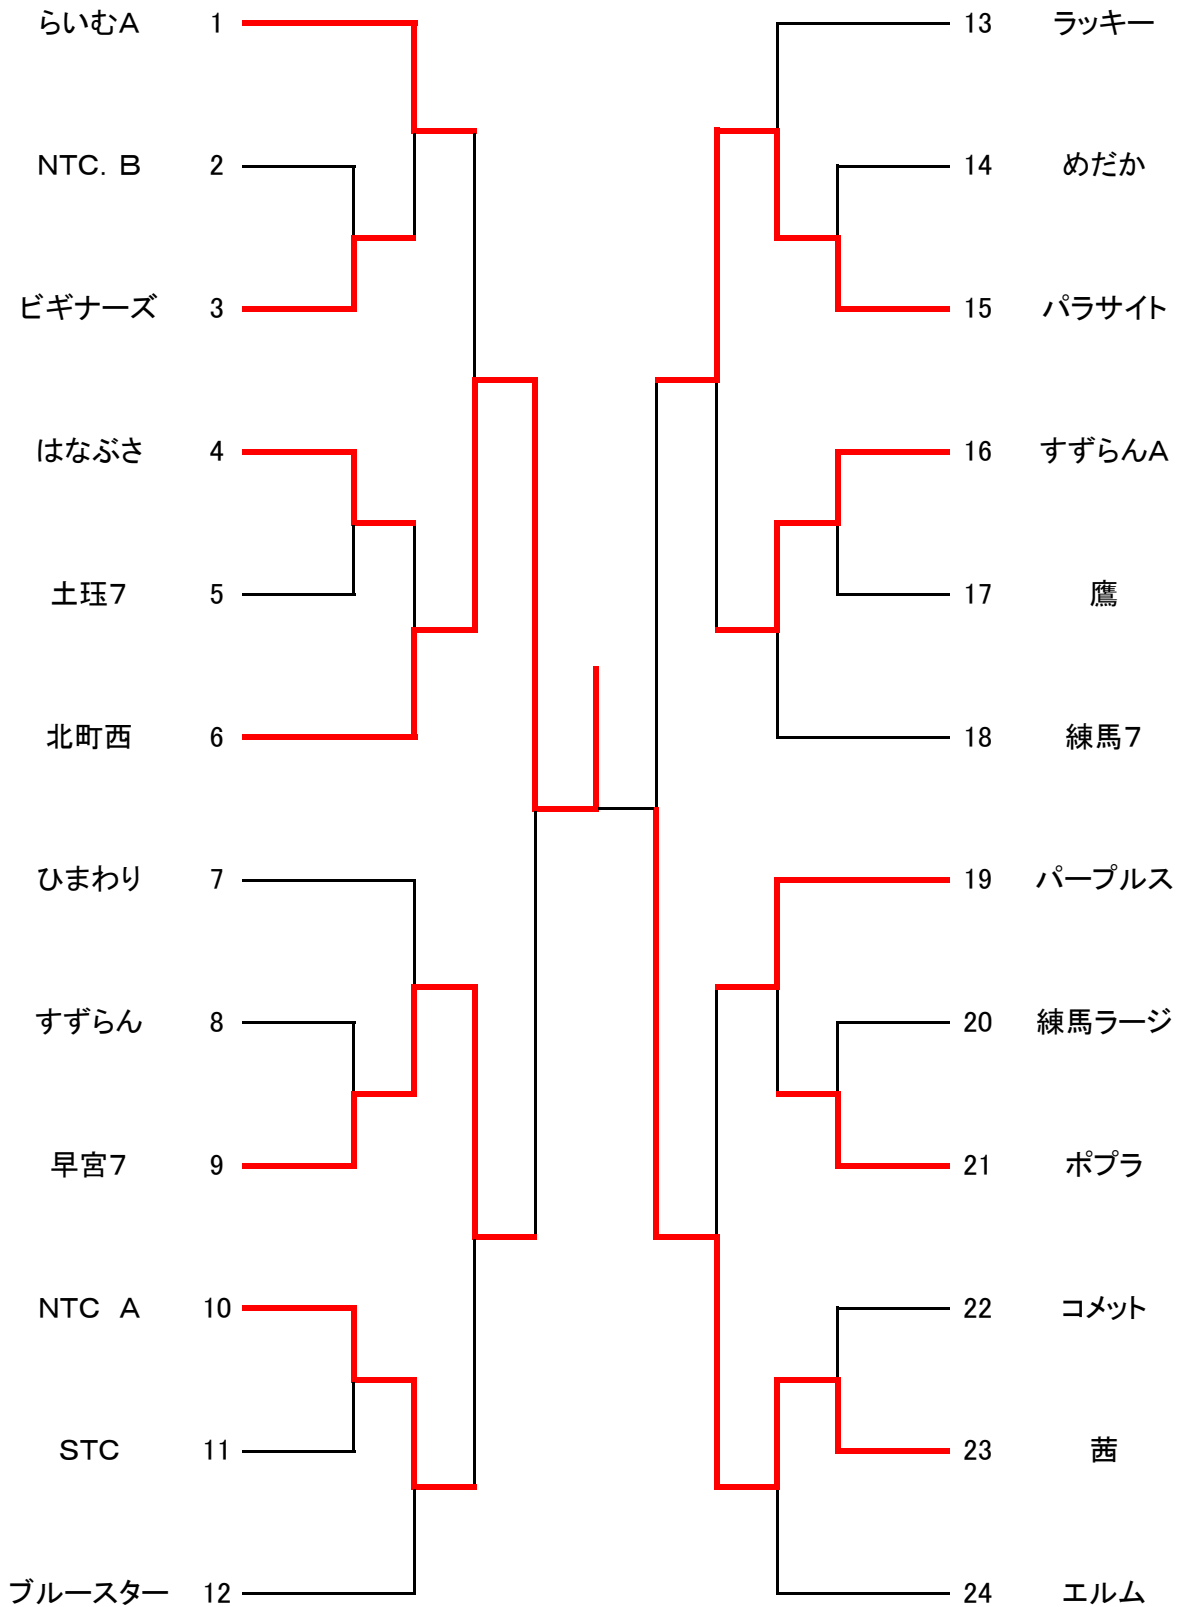 らいむA 1 13 ラッキー
NTC. B 2 14 めだか
ビギナーズ 3 15 パラサイト
はなぶさ 4 16 すずらんA
土珏7 5 17 鷹
北町西 6 18 練馬7
ひまわり 7 19 パープルス
すずらん 8 20 練馬ラージ
早宮7 9 21 ポプラ
NTC A 10 22 コメット
STC 11 23 茜
ブルースター 12 24 エルム